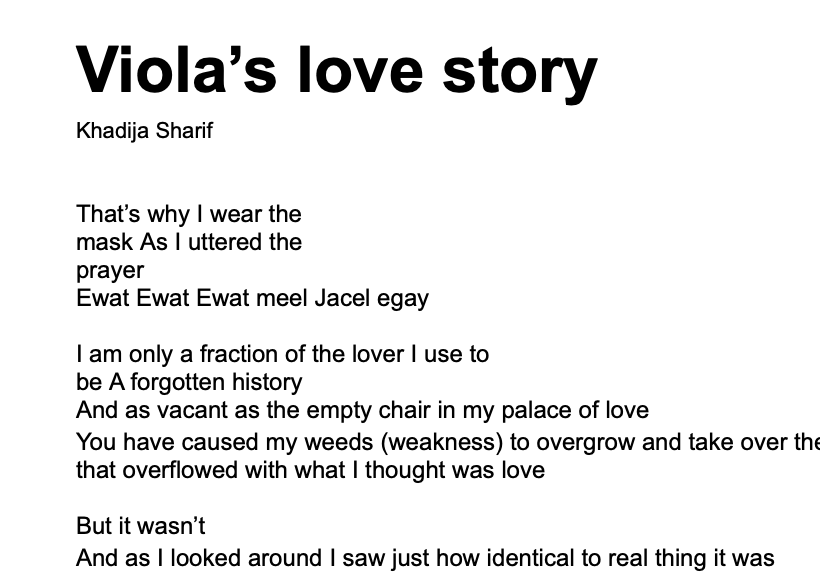 Viola’s love story
Khadija Sharif
That’s why I wear the
mask As I uttered the
prayer
Ewat Ewat Ewat meel Jacel egay
I am only a fraction of the lover I use to
be A forgotten history
And as vacant as the empty chair in my palace of love
You have caused my weeds (weakness) to overgrow and take over the
that overflowed with what I thought was love
But it wasn’t
And as I looked around I saw just how identical to real thing it was